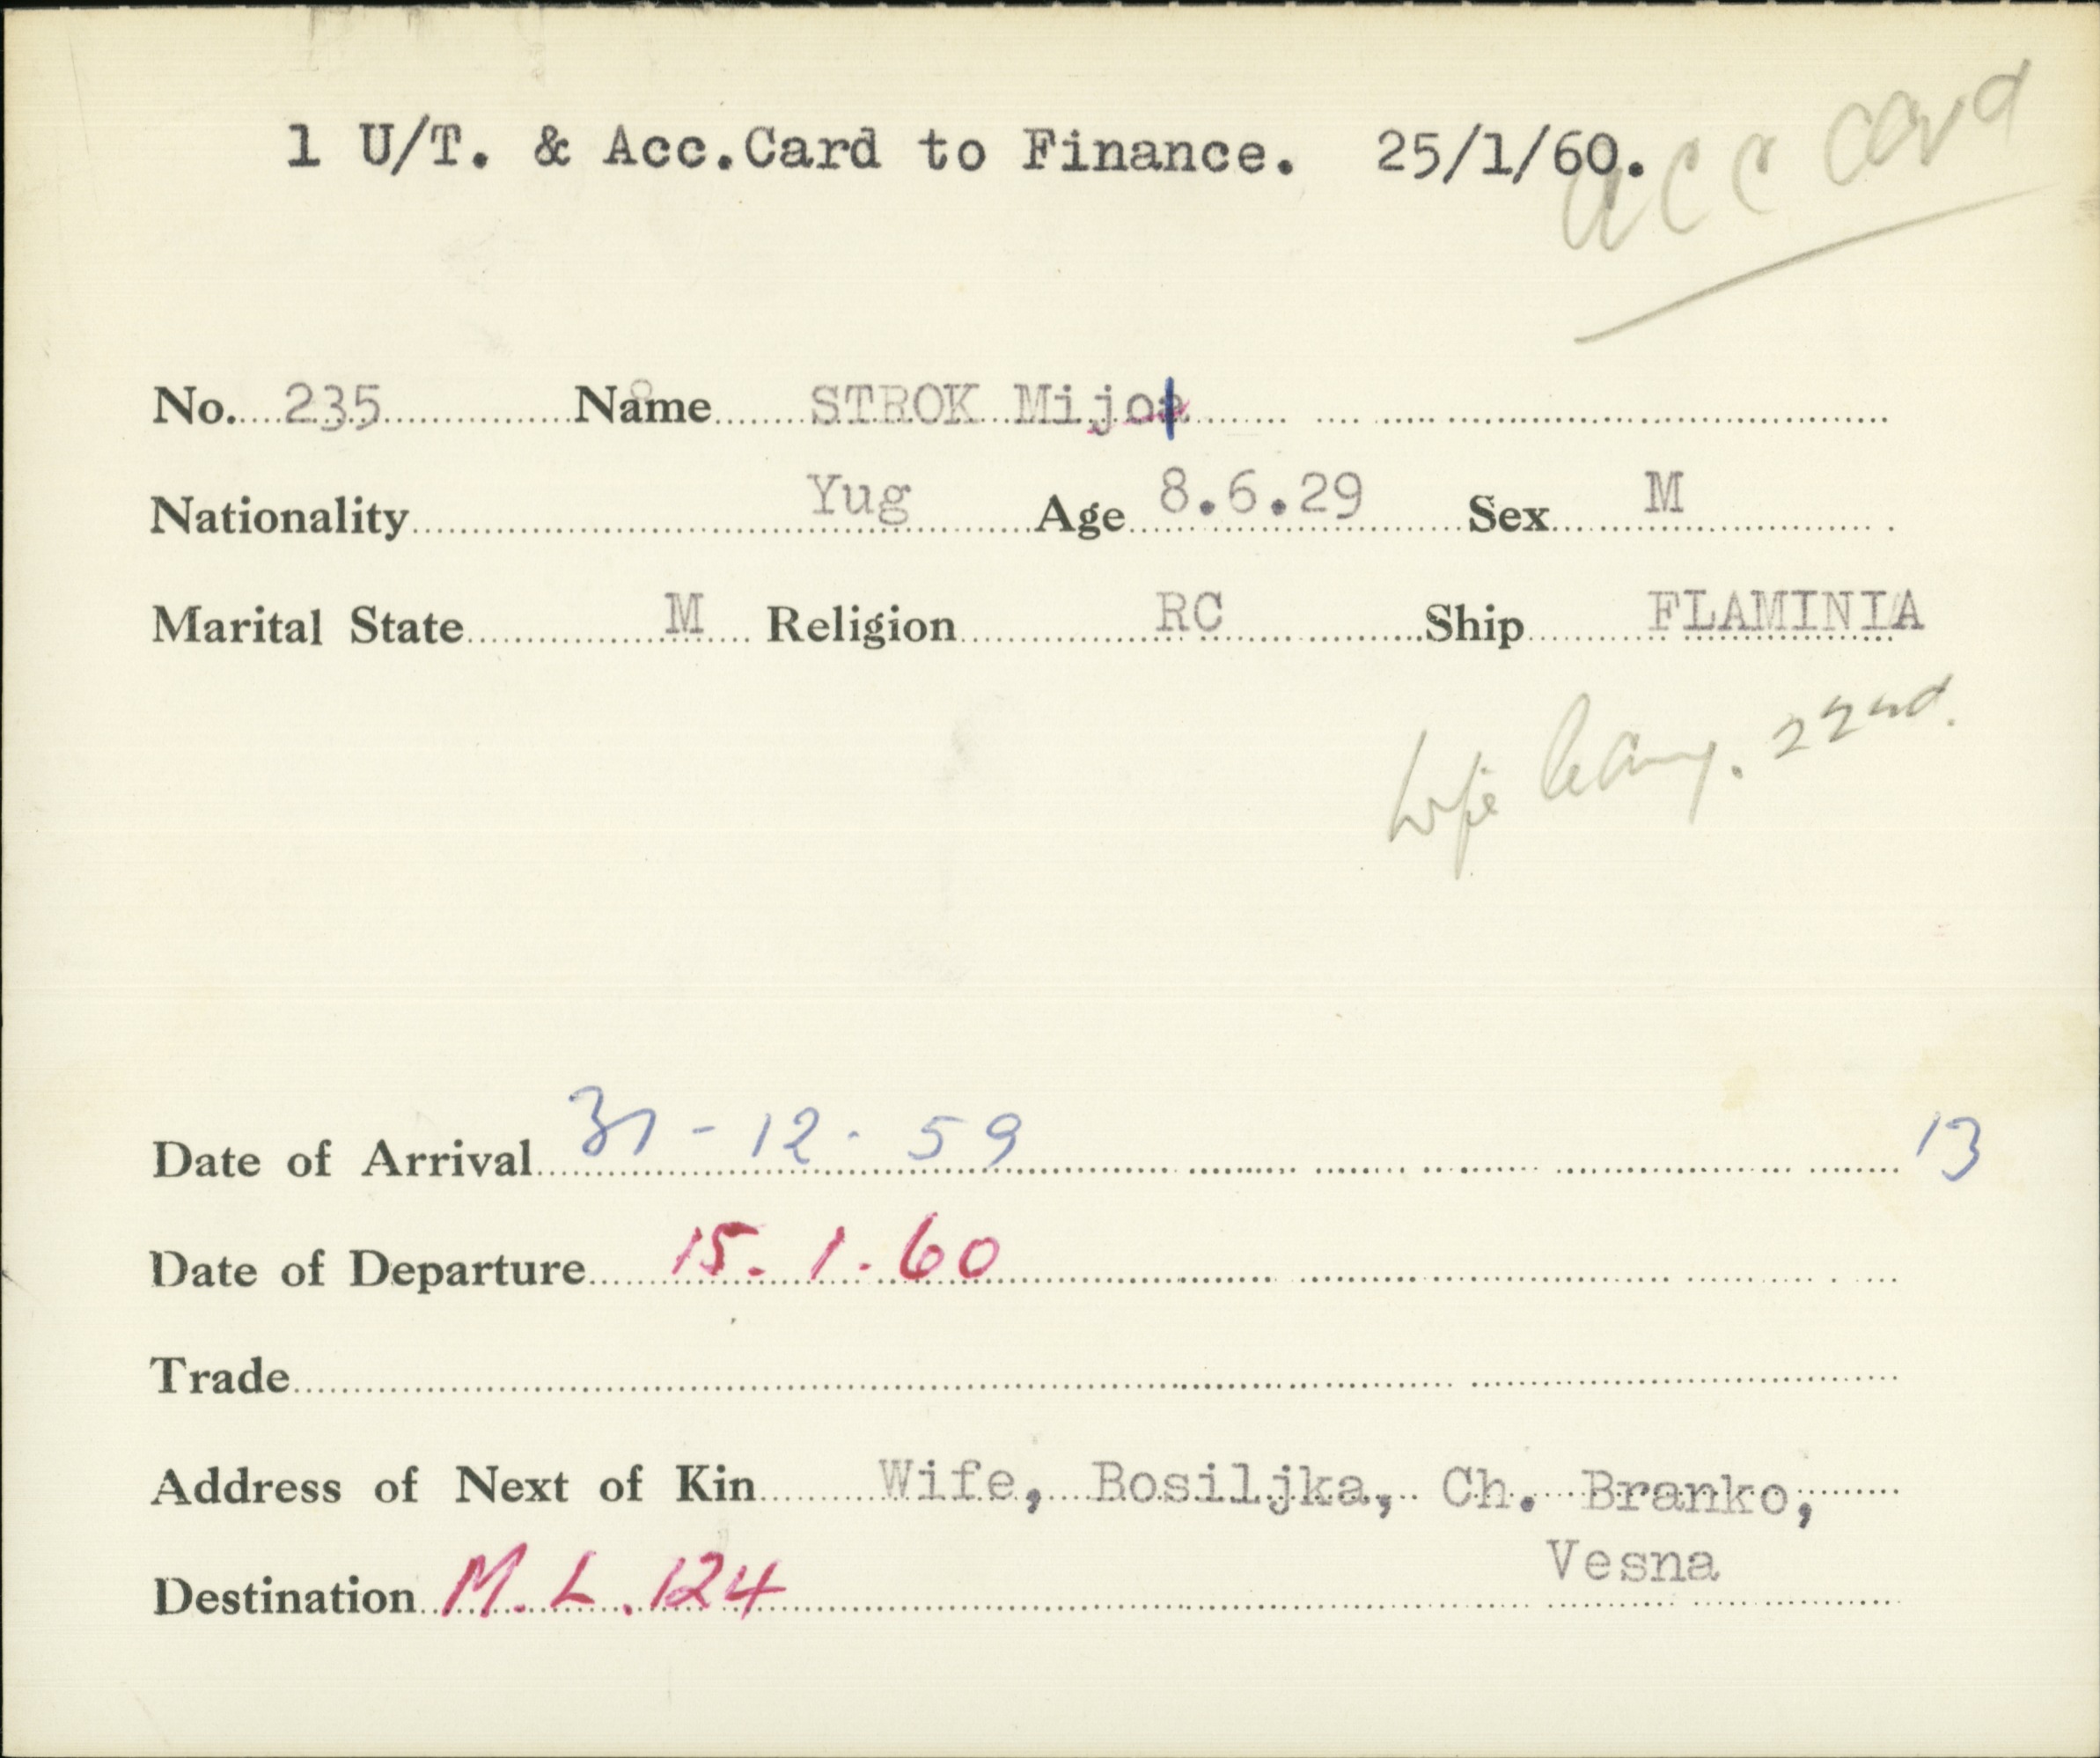 1 U/T. & Acc.Card to Finance. 25/1/60.
acc card
No. 235 Name STROK Mijo
Nationality Yug Age 8.6.29 Sex M
Marital State M Religion RC Ship FLAMINIA
Wife leaving. 22nd.
Date of Arrival 31-12-59 13
Date of Departure 15.1.60
Trade
Address of Next of Kin Wife, Rosiljka, Ch. Branko,
Vesna
Destination M.L.124